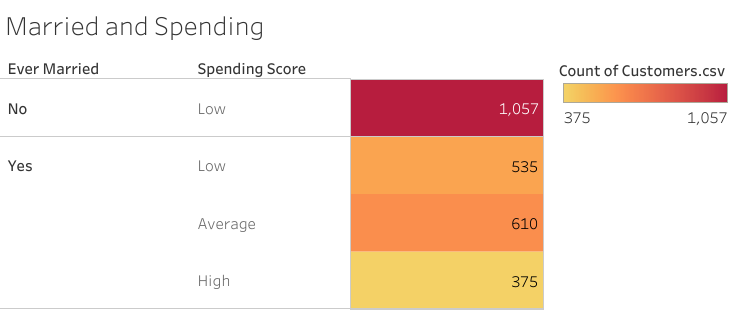 Married and Spending
Ever Married Spending Score
No Low 1,057
Yes Low 535
Average 610
High 375
Count of Customers.csv
375 1,057